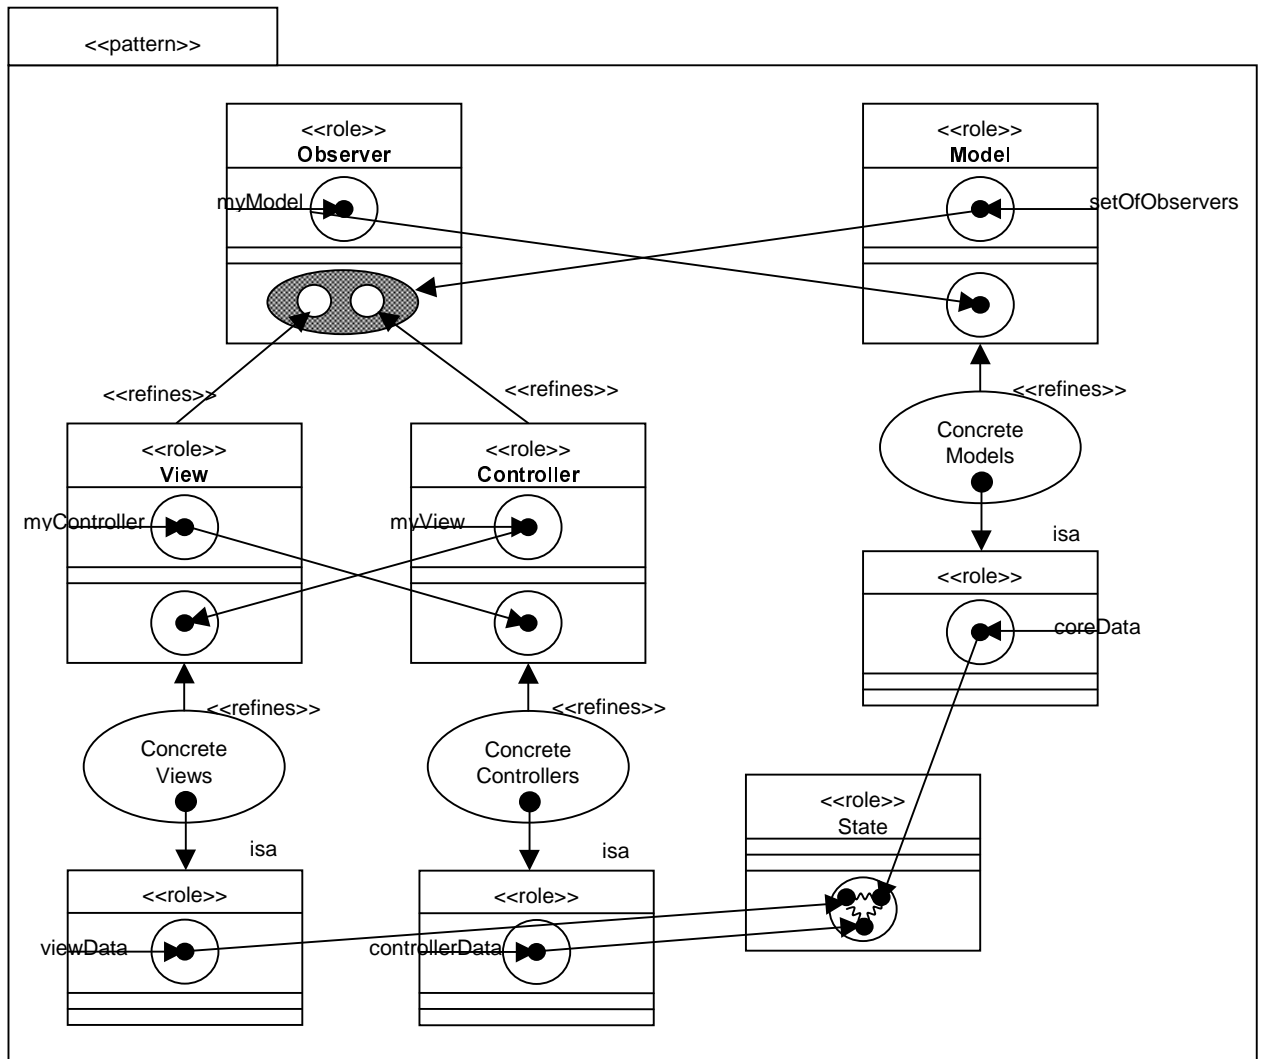 <<pattern>>
<<role>>
Observer
<<role>>
Model
myModel
setOfObservers
<<refines>>
<<refines>>
<<refines>>
Concrete
Models
<<role>>
View
<<role>>
Controller
myController
myView
isa
<<role>>
coreData
<<refines>>
<<refines>>
Concrete
Views
Concrete
Controllers
<<role>>
State
isa
isa
<<role>>
<<role>>
viewData
controllerData